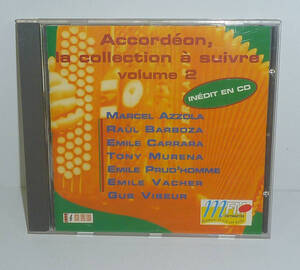 Accordéon,
la collection à suivre
volume 2
INÉDIT EN CD
MARCEL AZZOLA
RAÚL BARBOZA
EMILE CARRARA
TONY MURENA
EMILE PRUD'HOMME
EMILE VACHER
GUS VISEUR